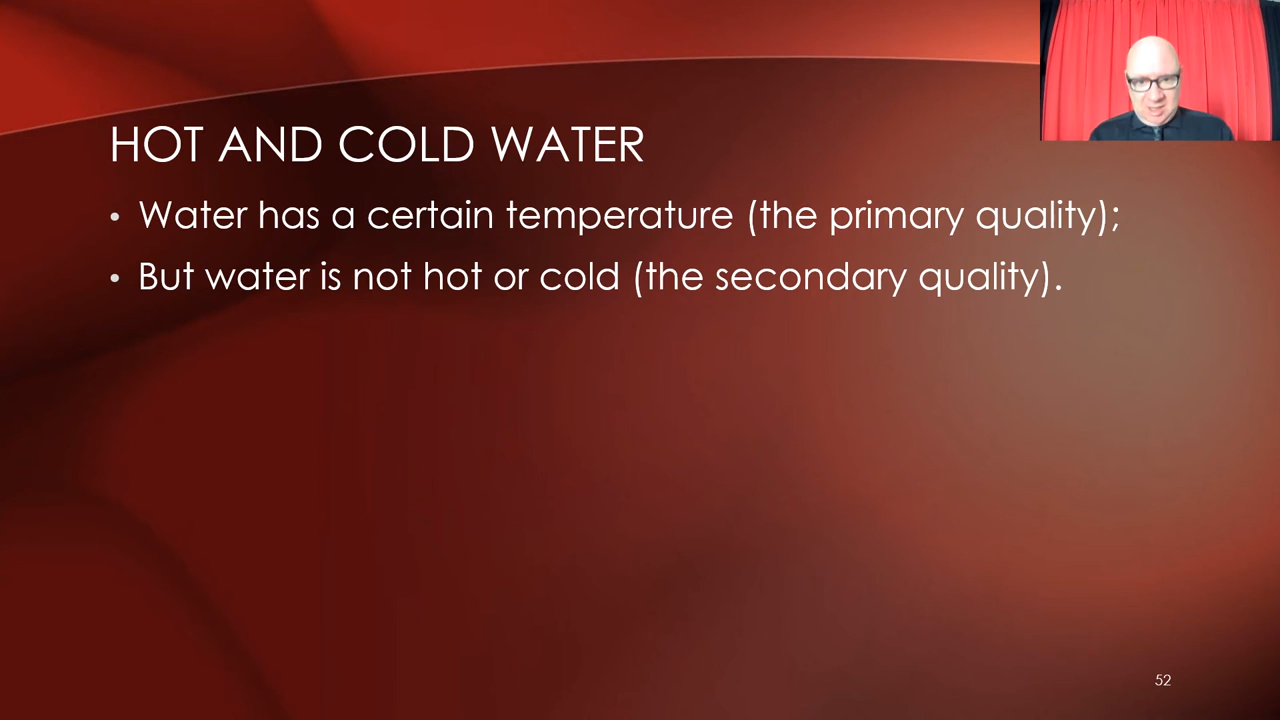 HOT AND COLD WATER
• Water has a certain temperature (the primary quality);
• But water is not hot or cold (the secondary quality).
52